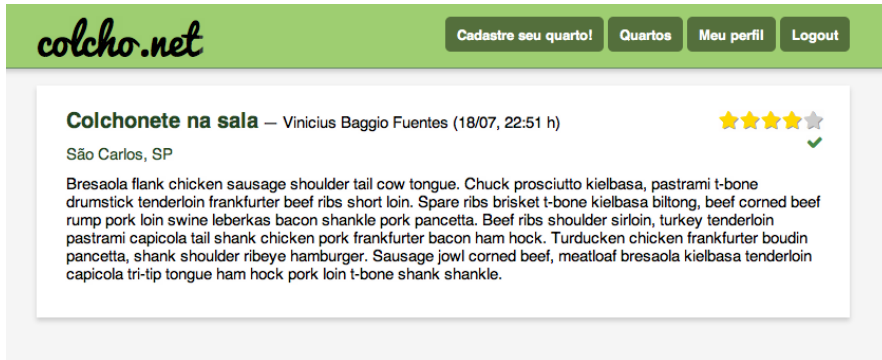 colcho.net
Cadastre seu quarto! Quartos Meu perfil Logout
Colchonete na sala — Vinicius Baggio Fuentes (18/07, 22:51 h)
São Carlos, SP
Bresaola flank chicken sausage shoulder tail cow tongue. Chuck prosciutto kielbasa, pastrami t-bone
drumstick tenderloin frankfurter beef ribs short loin. Spare ribs brisket t-bone kielbasa biltong, beef corned beef
rump pork loin swine leberkas bacon shankle pork pancetta. Beef ribs shoulder sirloin, turkey tenderloin
pastrami capicola tail shank chicken pork frankfurter bacon ham hock. Turducken chicken frankfurter boudin
pancetta, shank shoulder ribeye hamburger. Sausage jowl corned beef, meatloaf bresaola kielbasa tenderloin
capicola tri-tip tongue ham hock pork loin t-bone shank shankle.